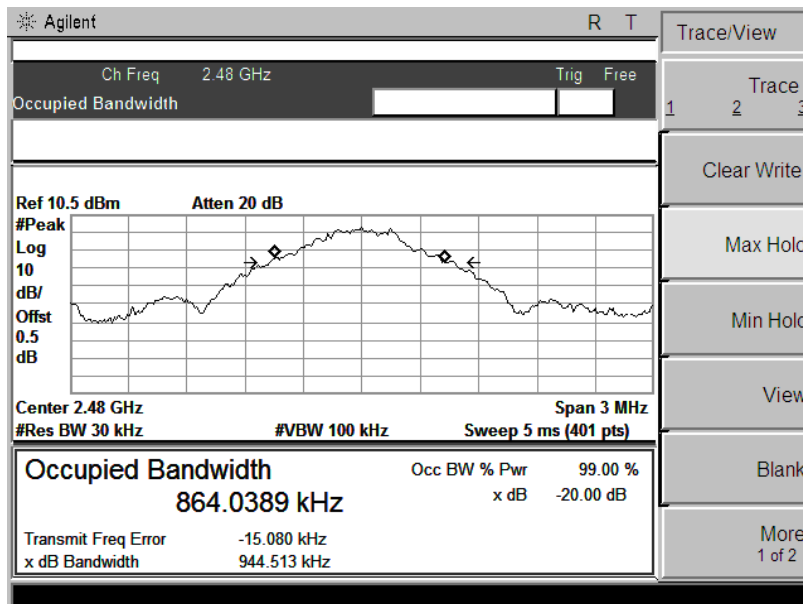 Agilent R T
Trace/View
Ch Freq 2.48 GHz Trig Free
Occupied Bandwidth
Trace
1 2 3
Clear Write
Max Hold
Min Hold
View
Blank
More
1 of 2
Ref 10.5 dBm Atten 20 dB
#Peak
Log
10
dB/
Offst
0.5
dB
Center 2.48 GHz Span 3 MHz
#Res BW 30 kHz #VBW 100 kHz Sweep 5 ms (401 pts)
Occupied Bandwidth
864.0389 kHz
Occ BW % Pwr 99.00 %
x dB -20.00 dB
Transmit Freq Error -15.080 kHz
x dB Bandwidth 944.513 kHz